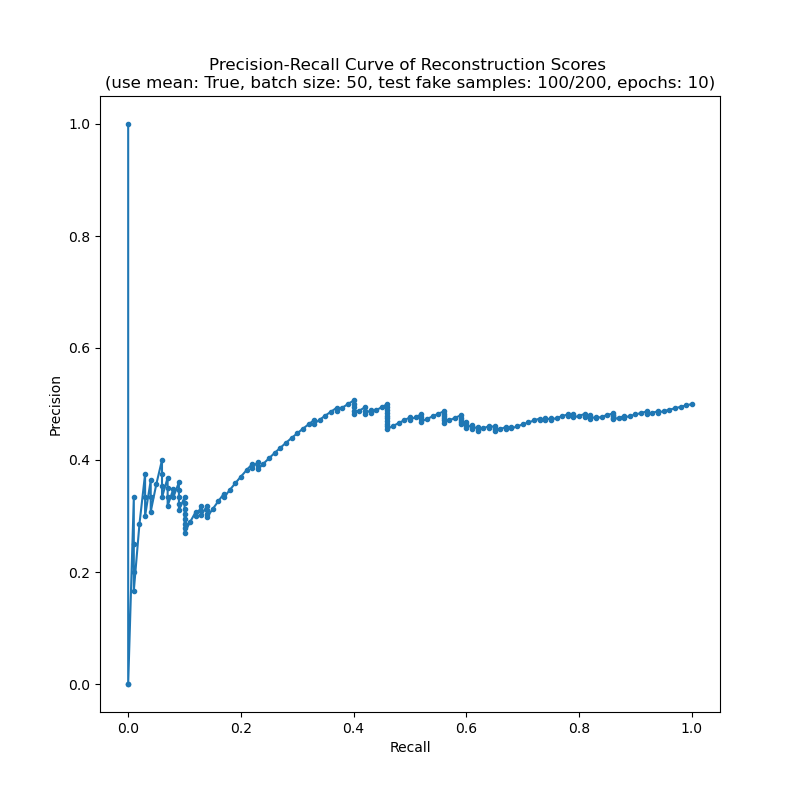 Precision-Recall Curve of Reconstruction Scores
(use mean: True, batch size: 50, test fake samples: 100/200, epochs: 10)
1.0
0.8
0.6
0.4
0.2
0.0
Precision
0.0 0.2 0.4 0.6 0.8 1.0
Recall